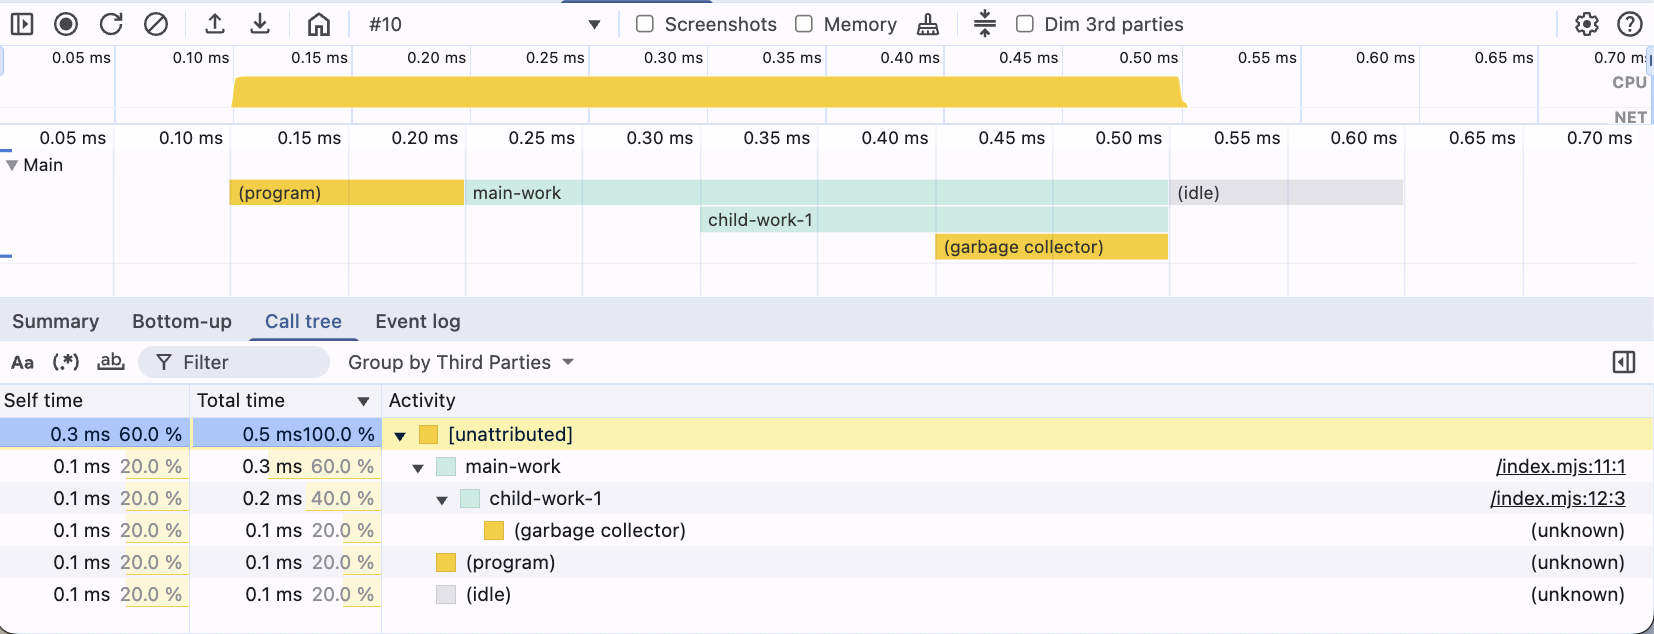 #10 Screenshots Memory Dim 3rd parties
0.05 ms 0.10 ms 0.15 ms 0.20 ms 0.25 ms 0.30 ms 0.35 ms 0.40 ms 0.45 ms 0.50 ms 0.55 ms 0.60 ms 0.65 ms 0.70 ms
CPU
NET
0.05 ms 0.10 ms 0.15 ms 0.20 ms 0.25 ms 0.30 ms 0.35 ms 0.40 ms 0.45 ms 0.50 ms 0.55 ms 0.60 ms 0.65 ms 0.70 ms
Main
(program) main-work (idle)
child-work-1
(garbage collector)
Summary Bottom-up Call tree Event log
Aa (.*) ab Filter Group by Third Parties
Self time Total time Activity
0.3 ms 60.0 % 0.5 ms 100.0 % [unattributed]
0.1 ms 20.0 % 0.3 ms 60.0 % main-work /index.mjs:11:1
0.1 ms 20.0 % 0.2 ms 40.0 % child-work-1 /index.mjs:12:3
0.1 ms 20.0 % 0.1 ms 20.0 % (garbage collector) (unknown)
0.1 ms 20.0 % 0.1 ms 20.0 % (program) (unknown)
0.1 ms 20.0 % 0.1 ms 20.0 % (idle) (unknown)